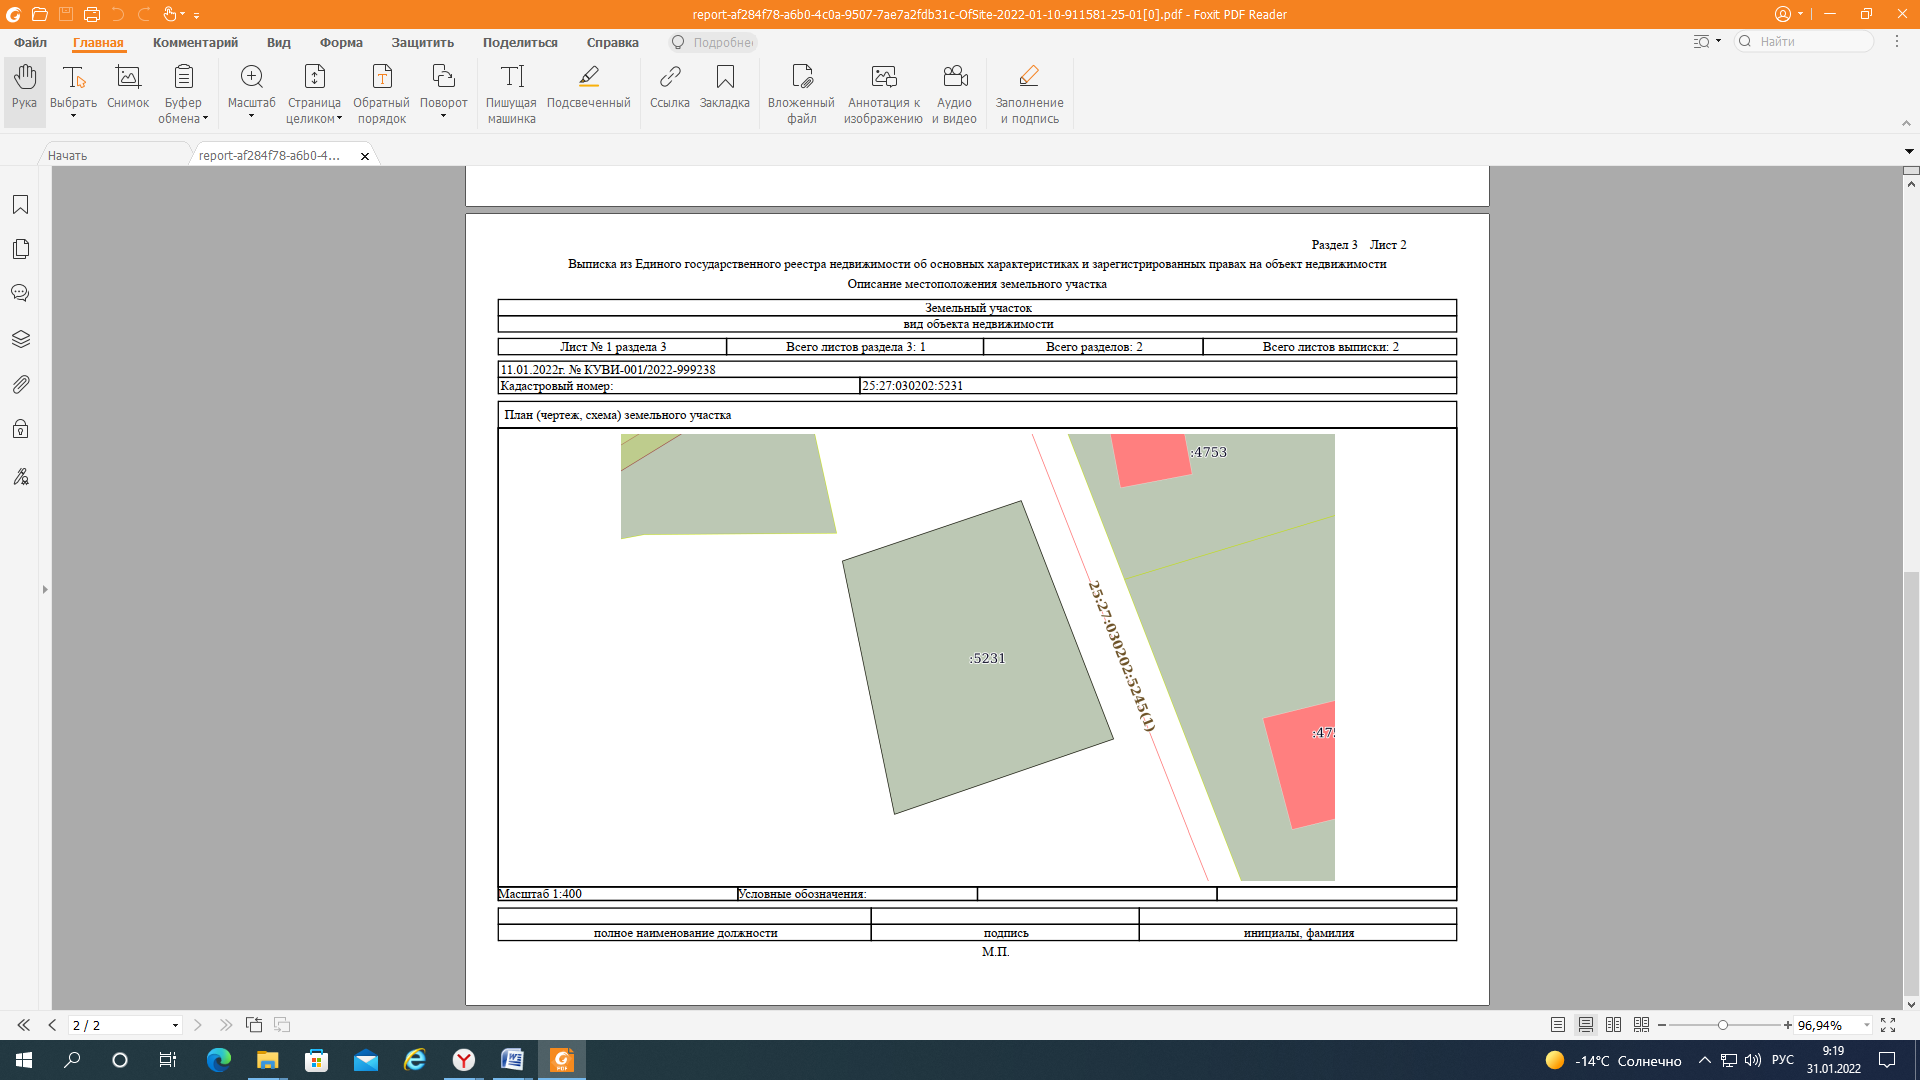 report-af284f78-a6b0-4c0a-9507-7ae7a2fdb31c-OfSite-2022-01-10-911581-25-01[0].pdf - Foxit PDF Reader
Файл Главная Комментарий Вид Форма Защитить Поделиться Справка Подробнее Найти
Рука Выбрать Снимок Буфер обмена Масштаб Страница целиком Обратный порядок Поворот Пишущая машинка Подсвеченный Ссылка Закладка Вложенный файл Аннотация к изображению Аудио и видео Заполнение и подпись
Начать report-af284f78-a6b0-4...
Раздел 3 Лист 2
Выписка из Единого государственного реестра недвижимости об основных характеристиках и зарегистрированных правах на объект недвижимости
Описание местоположения земельного участка
Земельный участок
вид объекта недвижимости
Лист № 1 раздела 3 Всего листов раздела 3: 1 Всего разделов: 2 Всего листов выписки: 2
11.01.2022г. № КУВИ-001/2022-999238
Кадастровый номер: 25:27:030202:5231
План (чертеж, схема) земельного участка
:4753
:5231
25:27:030202:5245(1)
:475
Масштаб 1:400 Условные обозначения:
полное наименование должности подпись инициалы, фамилия
М.П.
2 / 2 96,94%
-14°C Солнечно РУС 9:19
31.01.2022